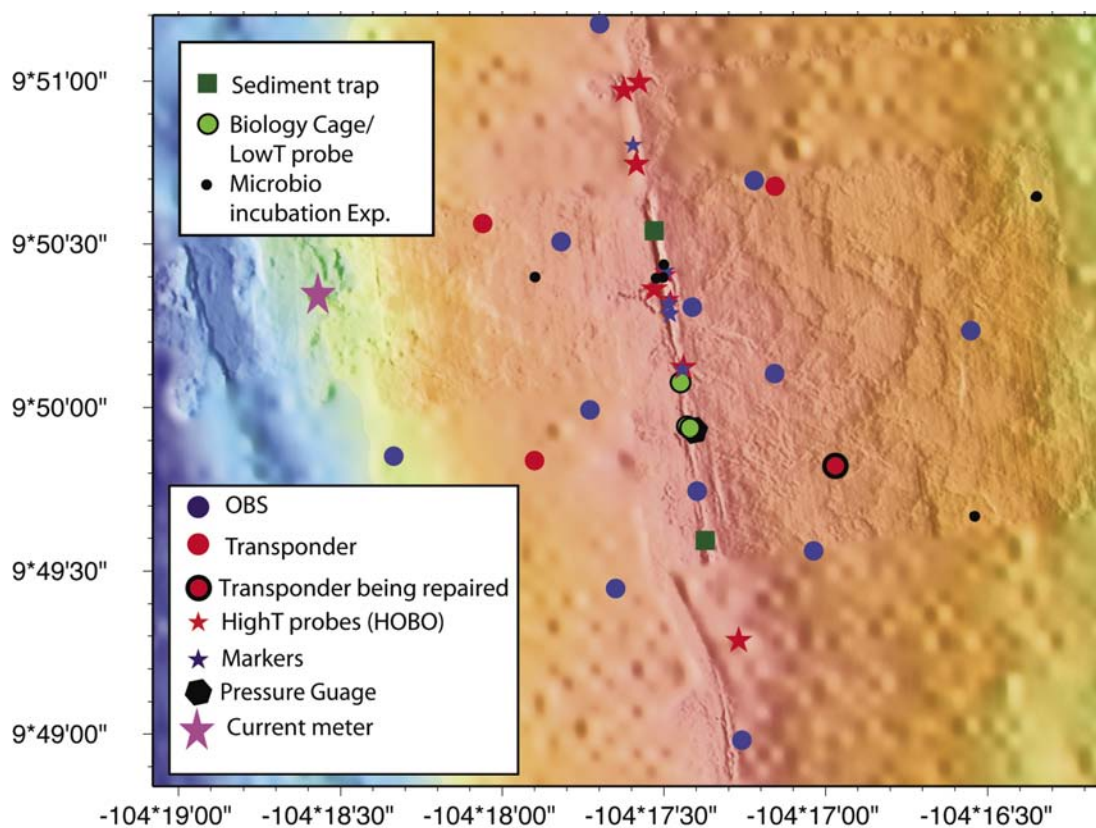 9*51'00"
9*50'30"
9*50'00"
9*49'30"
9*49'00"
Sediment trap
Biology Cage/
LowT probe
Microbio
incubation Exp.
OBS
Transponder
Transponder being repaired
HighT probes (HOBO)
Markers
Pressure Guage
Current meter
-104*19'00" -104*18'30" -104*18'00" -104*17'30" -104*17'00" -104*16'30"